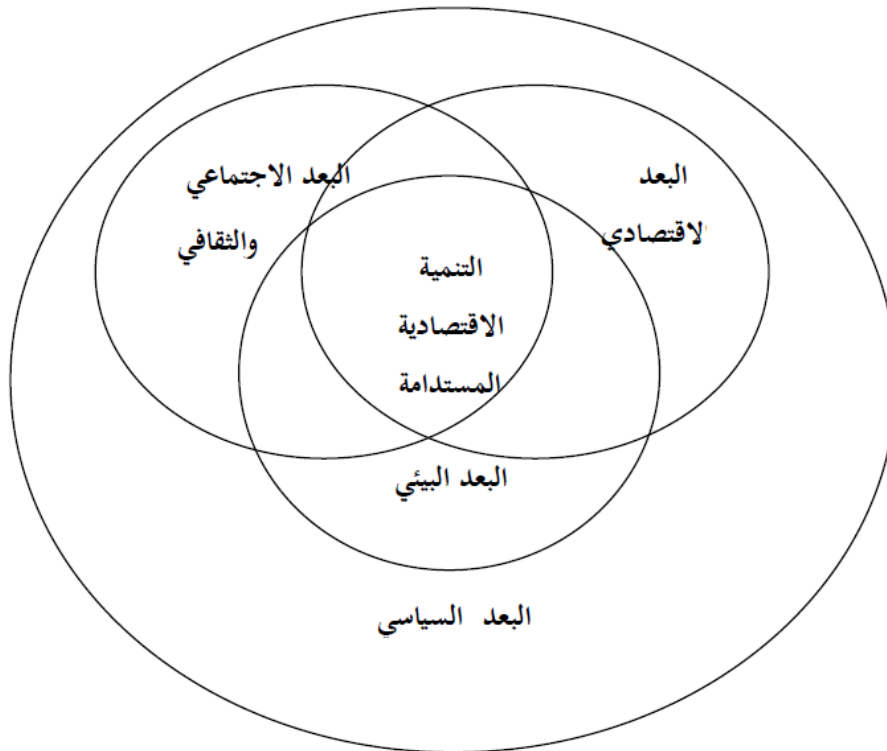 البعد
الاقتصادي
البعد الاجتماعي
والثقافي
التنمية
الاقتصادية
المستدامة
البعد البيئي
البعد السياسي